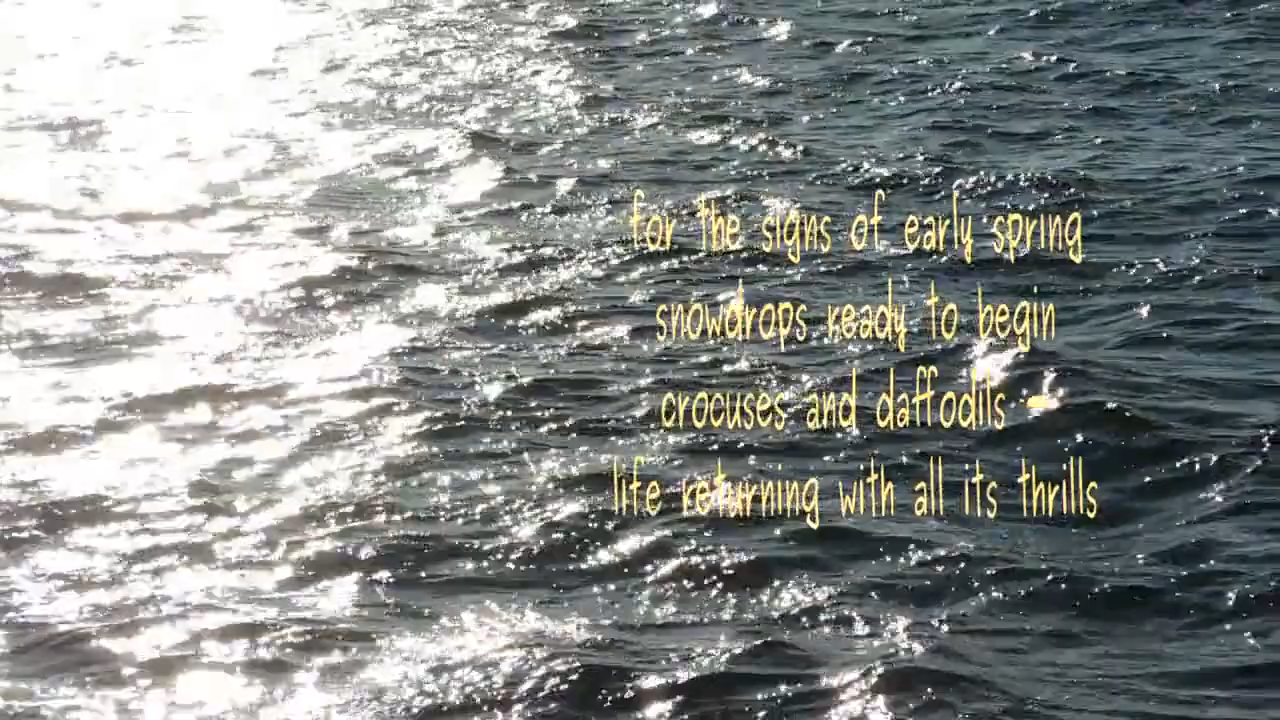 for the signs of early spring
snowdrops ready to begin
crocuses and daffodils -
life returning with all its thrills